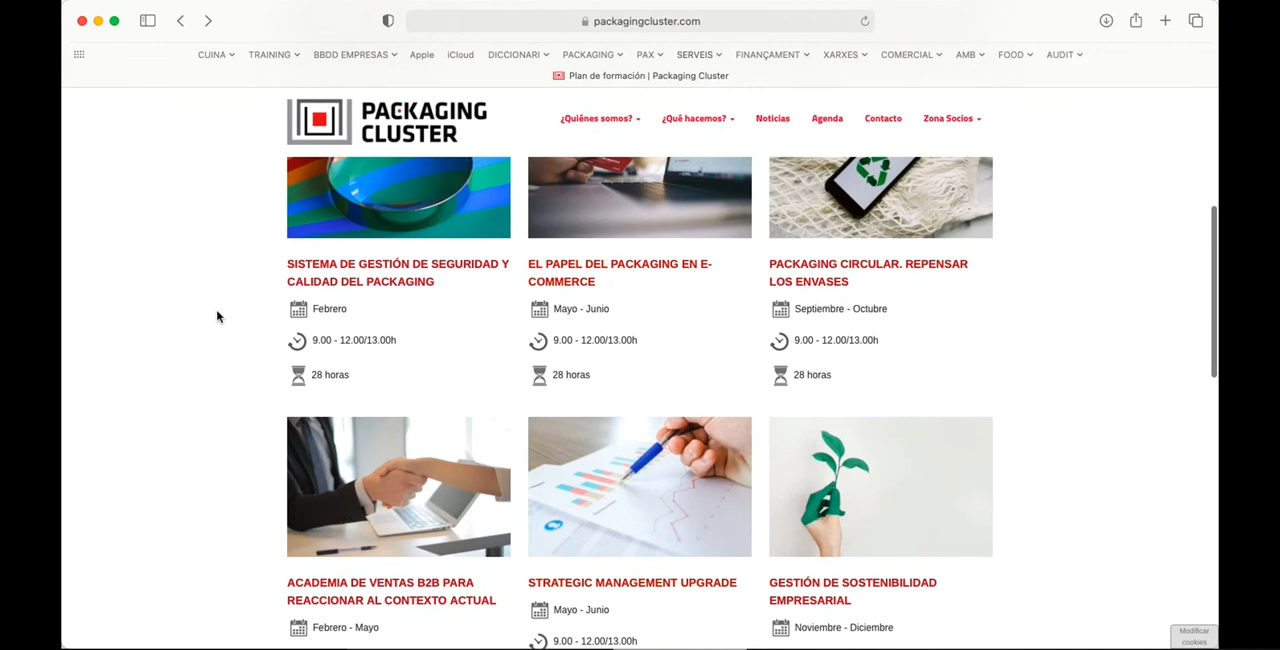 packagingcluster.com
CUINA TRAINING BBDD EMPRESAS Apple iCloud DICCIONARI PACKAGING PAX SERVEIS FINANÇAMENT XARXES COMERCIAL AMB FOOD AUDIT
Plan de formación | Packaging Cluster
PACKAGING
CLUSTER
¿Quiénes somos? ¿Qué hacemos? Noticias Agenda Contacto Zona Socios
SISTEMA DE GESTIÓN DE SEGURIDAD Y
CALIDAD DEL PACKAGING
Febrero
9.00 - 12.00/13.00h
28 horas
EL PAPEL DEL PACKAGING EN E-
COMMERCE
Mayo - Junio
9.00 - 12.00/13.00h
28 horas
PACKAGING CIRCULAR. REPENSAR
LOS ENVASES
Septiembre - Octubre
9.00 - 12.00/13.00h
28 horas
ACADEMIA DE VENTAS B2B PARA
REACCIONAR AL CONTEXTO ACTUAL
Febrero - Mayo
STRATEGIC MANAGEMENT UPGRADE
Mayo - Junio
9.00 - 12.00/13.00h
GESTIÓN DE SOSTENIBILIDAD
EMPRESARIAL
Noviembre - Diciembre
Modificar
cookies